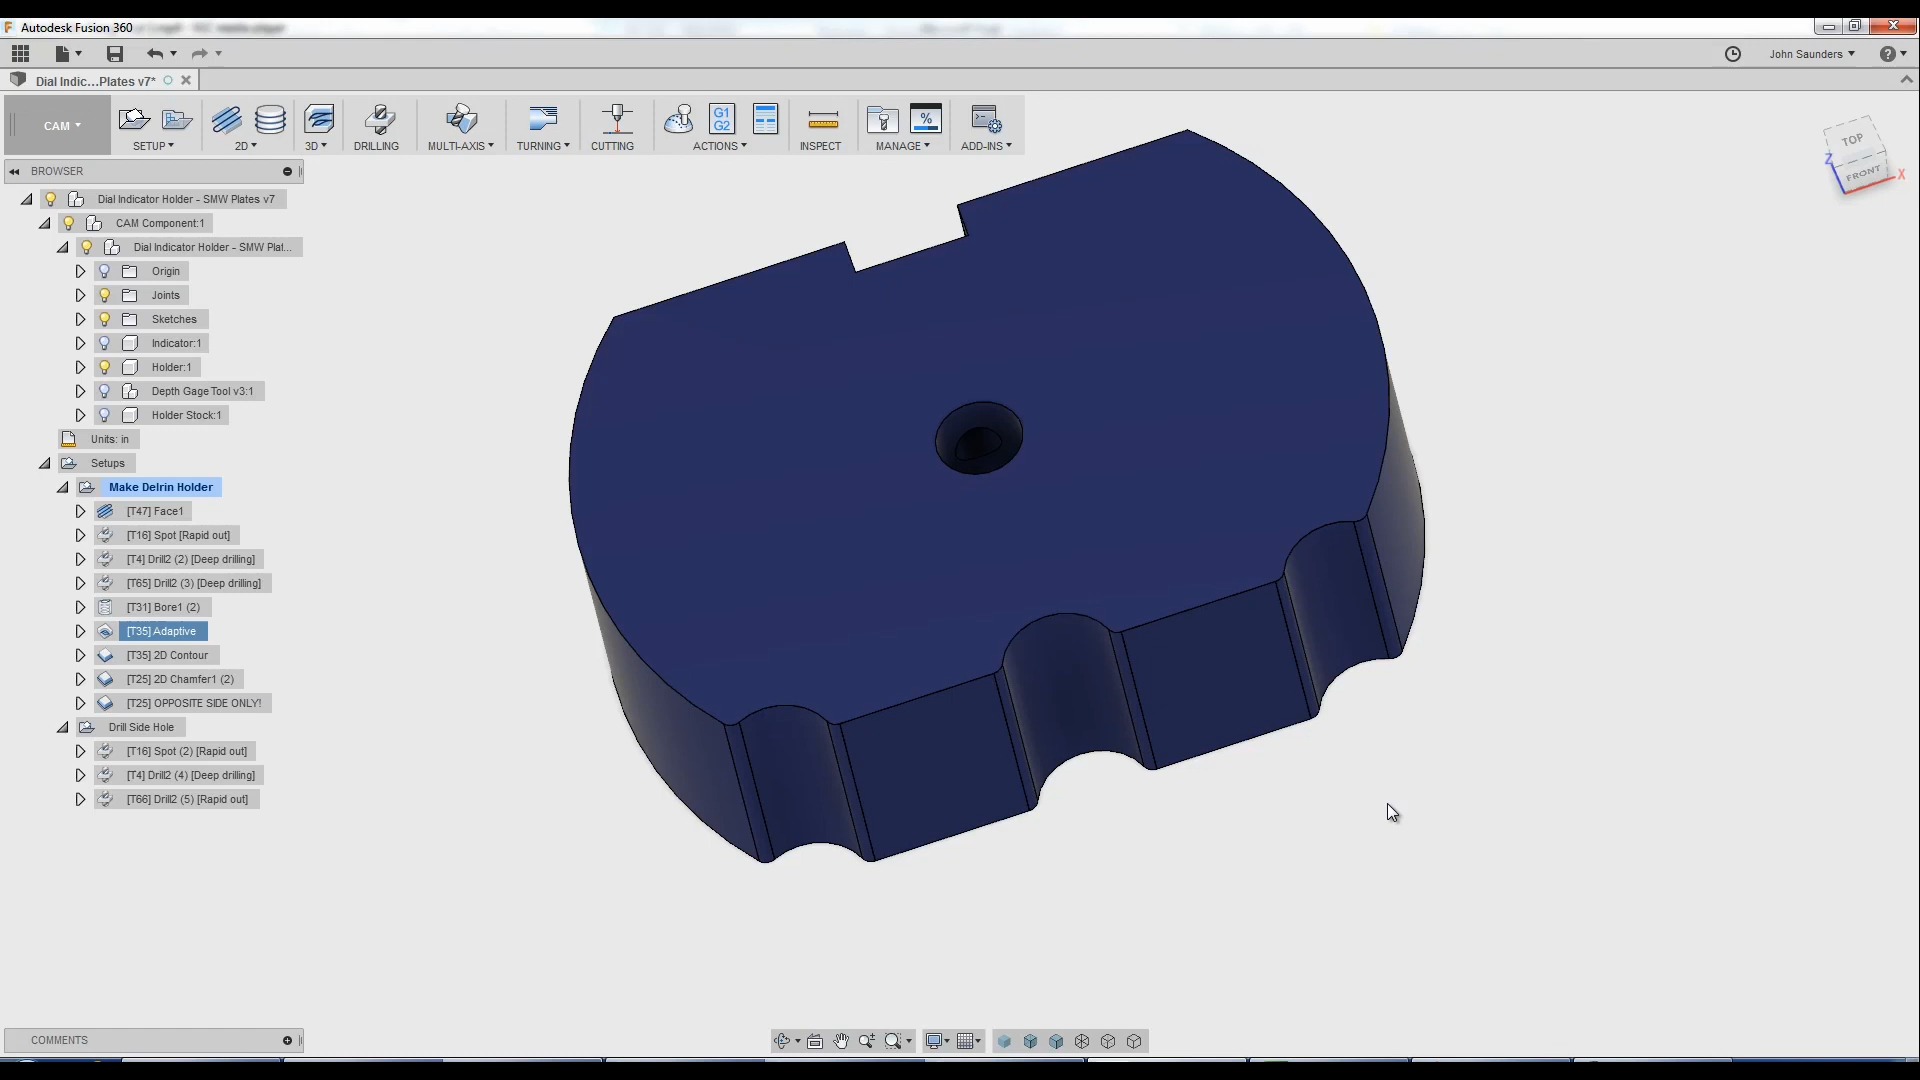 Autodesk Fusion 360
John Saunders
Dial Indic...Plates v7*
CAM
SETUP
2D
3D
DRILLING
MULTI-AXIS
TURNING
CUTTING
G1
G2
ACTIONS
INSPECT
%
MANAGE
ADD-INS
TOP
FRONT
Z
X
BROWSER
Dial Indicator Holder - SMW Plates v7
CAM Component:1
Dial Indicator Holder - SMW Plat...
Origin
Joints
Sketches
Indicator:1
Holder:1
Depth Gage Tool v3:1
Holder Stock:1
Units: in
Setups
Make Delrin Holder
[T47] Face1
[T16] Spot [Rapid out]
[T4] Drill2 (2) [Deep drilling]
[T65] Drill2 (3) [Deep drilling]
[T31] Bore1 (2)
[T35] Adaptive
[T35] 2D Contour
[T25] 2D Chamfer1 (2)
[T25] OPPOSITE SIDE ONLY!
Drill Side Hole
[T16] Spot (2) [Rapid out]
[T4] Drill2 (4) [Deep drilling]
[T66] Drill2 (5) [Rapid out]
COMMENTS